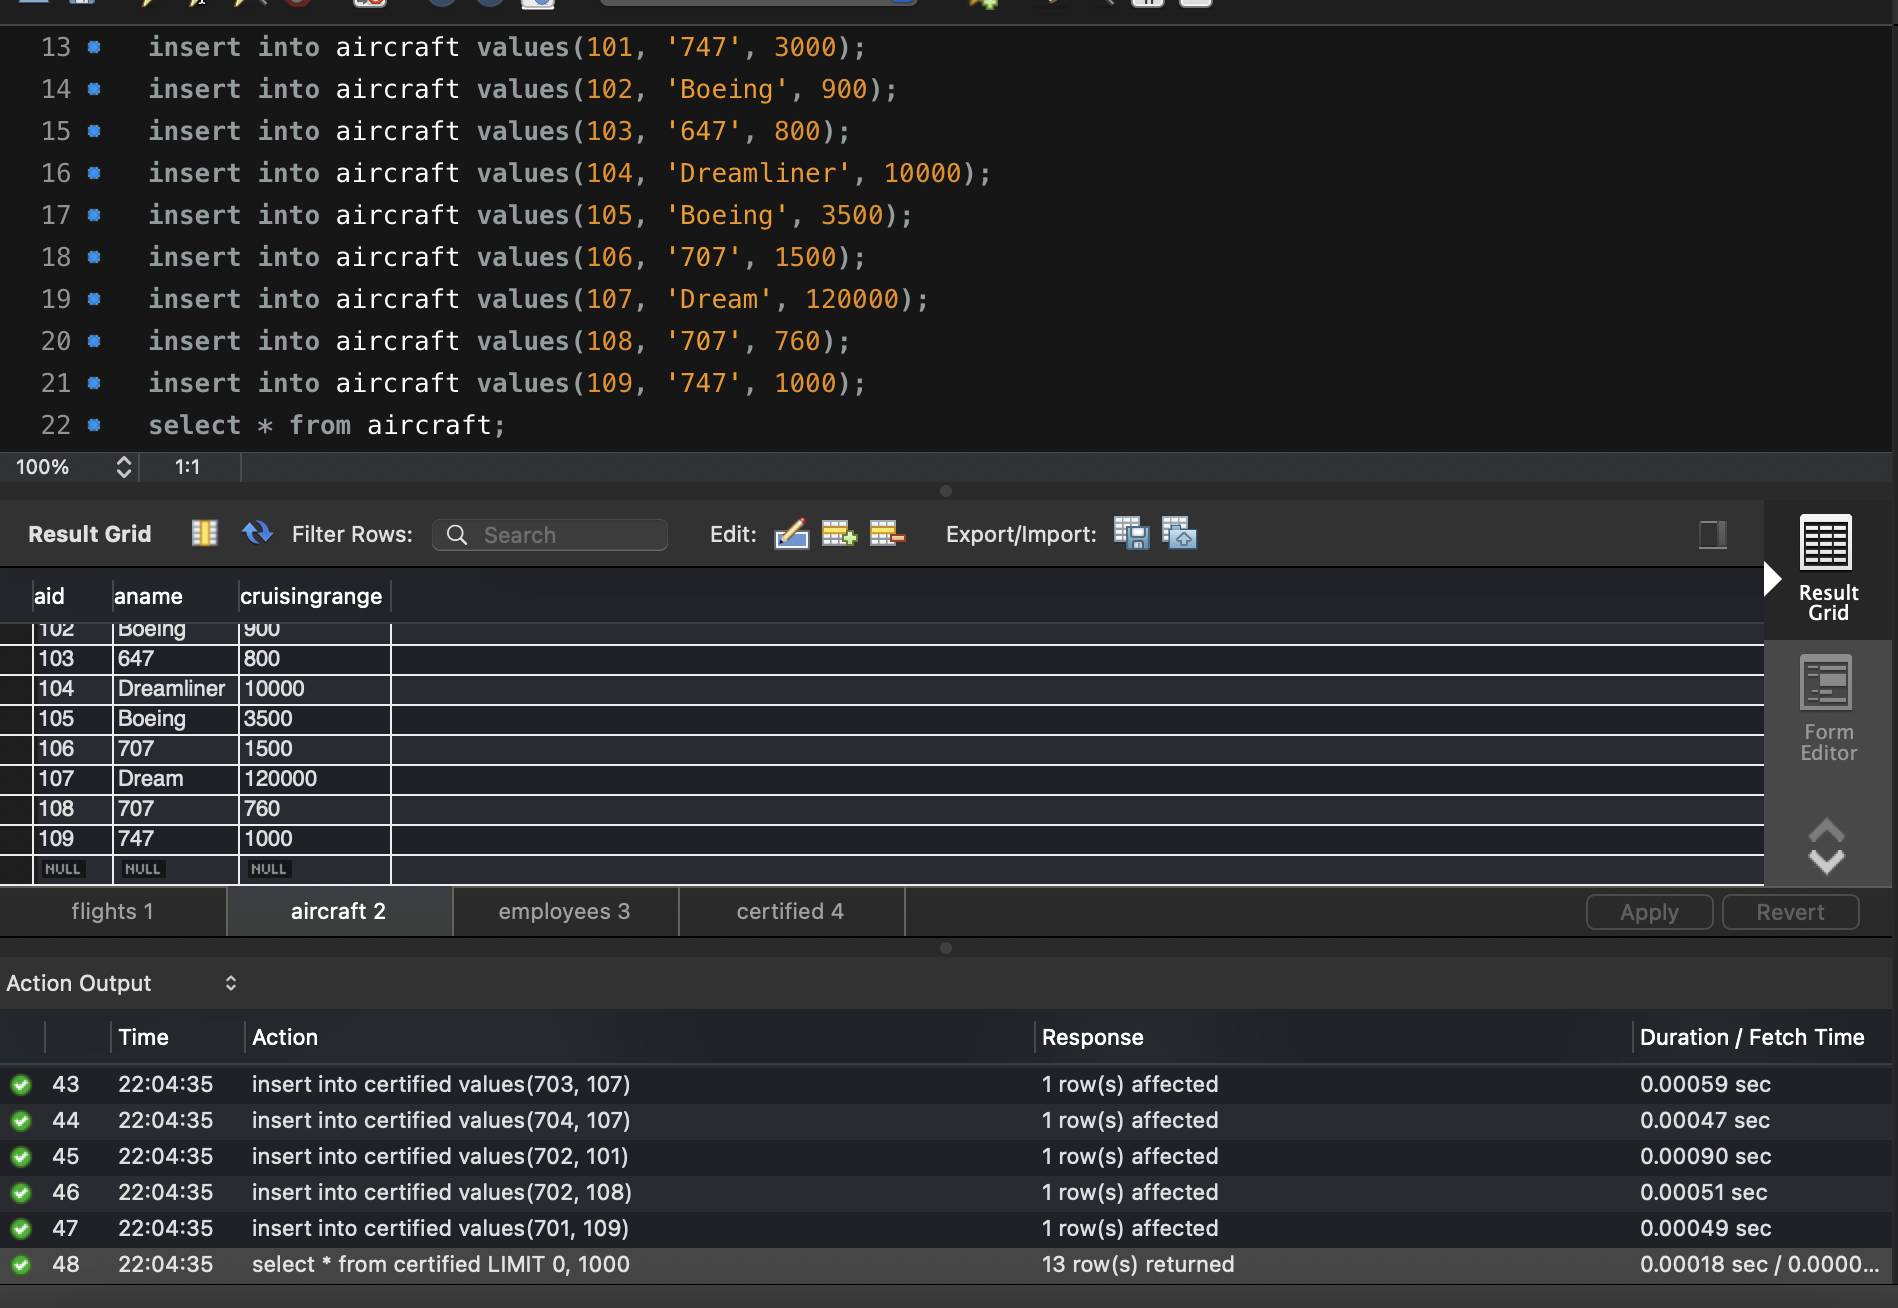 13 insert into aircraft values(101, '747', 3000);
14 insert into aircraft values(102, 'Boeing', 900);
15 insert into aircraft values(103, '647', 800);
16 insert into aircraft values(104, 'Dreamliner', 10000);
17 insert into aircraft values(105, 'Boeing', 3500);
18 insert into aircraft values(106, '707', 1500);
19 insert into aircraft values(107, 'Dream', 120000);
20 insert into aircraft values(108, '707', 760);
21 insert into aircraft values(109, '747', 1000);
22 select * from aircraft;
100% 1:1
Result Grid Filter Rows: Search Edit: Export/Import:
Result
Grid
Form
Editor
aid aname cruisingrange
102 Boeing 900
103 647 800
104 Dreamliner 10000
105 Boeing 3500
106 707 1500
107 Dream 120000
108 707 760
109 747 1000
NULL NULL NULL
flights 1 aircraft 2 employees 3 certified 4 Apply Revert
Action Output
Time Action Response Duration / Fetch Time
43 22:04:35 insert into certified values(703, 107) 1 row(s) affected 0.00059 sec
44 22:04:35 insert into certified values(704, 107) 1 row(s) affected 0.00047 sec
45 22:04:35 insert into certified values(702, 101) 1 row(s) affected 0.00090 sec
46 22:04:35 insert into certified values(702, 108) 1 row(s) affected 0.00051 sec
47 22:04:35 insert into certified values(701, 109) 1 row(s) affected 0.00049 sec
48 22:04:35 select * from certified LIMIT 0, 1000 13 row(s) returned 0.00018 sec / 0.0000...